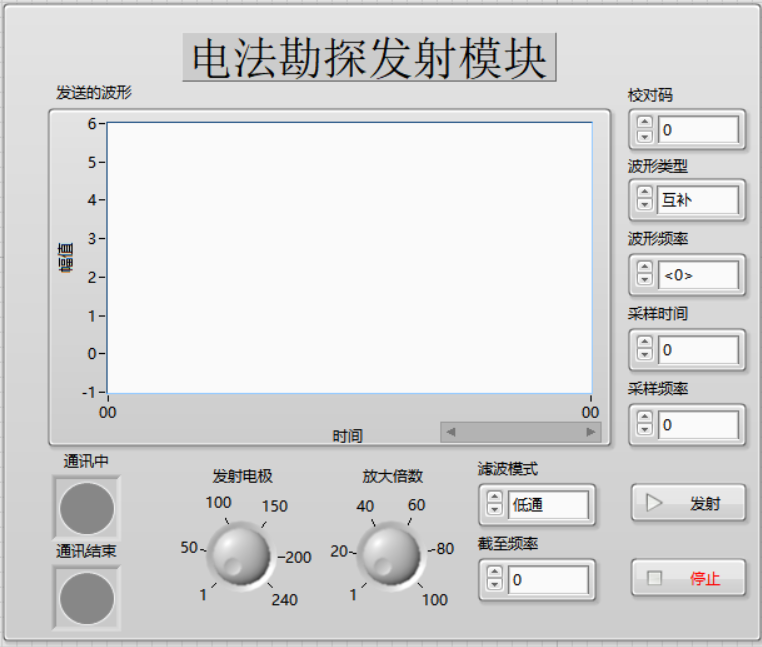 电法勘探发射模块
发送的波形
6
5
4
3
2
1
0
-1
幅值
00
00
时间
校对码
0
波形类型
互补
波形频率
<0>
采样时间
0
采样频率
0
通讯中
通讯结束
发射电极
1
50
100
150
200
240
放大倍数
1
20
40
60
80
100
滤波模式
低通
截至频率
0
发射
停止